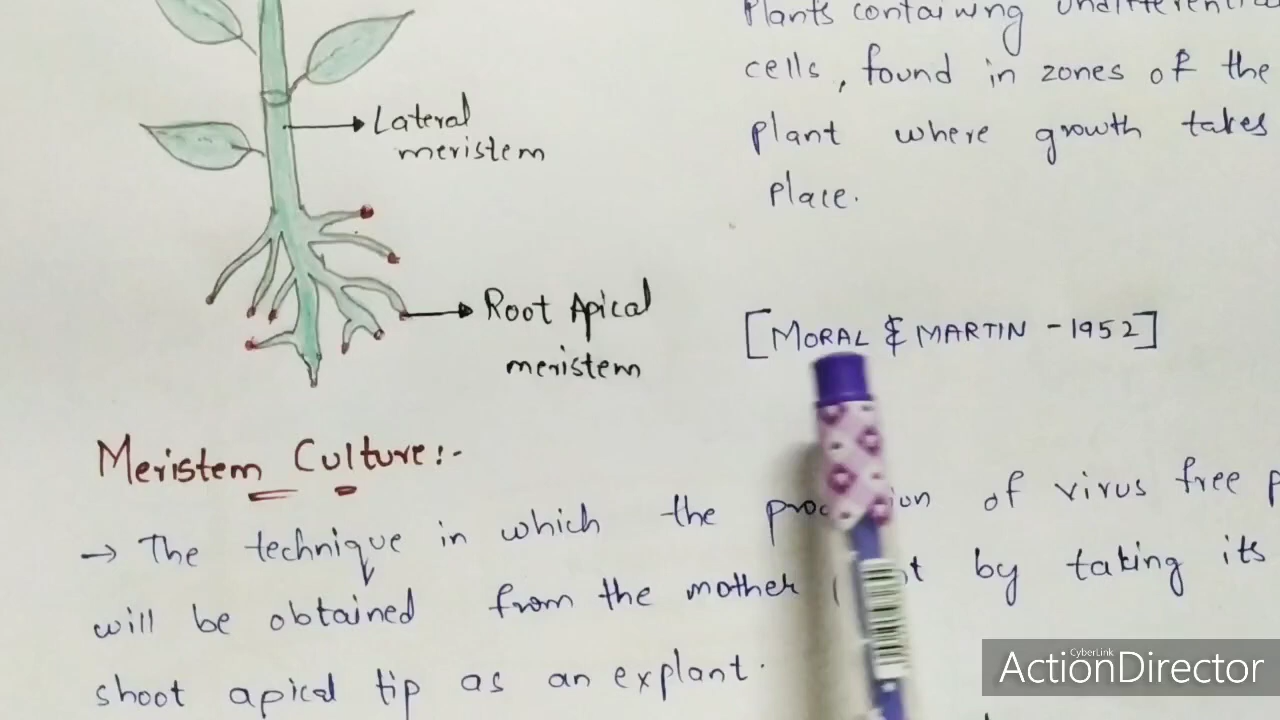 Plants containing
cells, found in zones of the
plant where growth takes
place.
Lateral
meristem
Root Apical
meristem
[MORAL & MARTIN - 1952]
Meristem Culture:-
→ The technique in which the of virus free
will be obtained from the mother by taking its
shoot apical tip as an explant.
CyberLink
ActionDirector